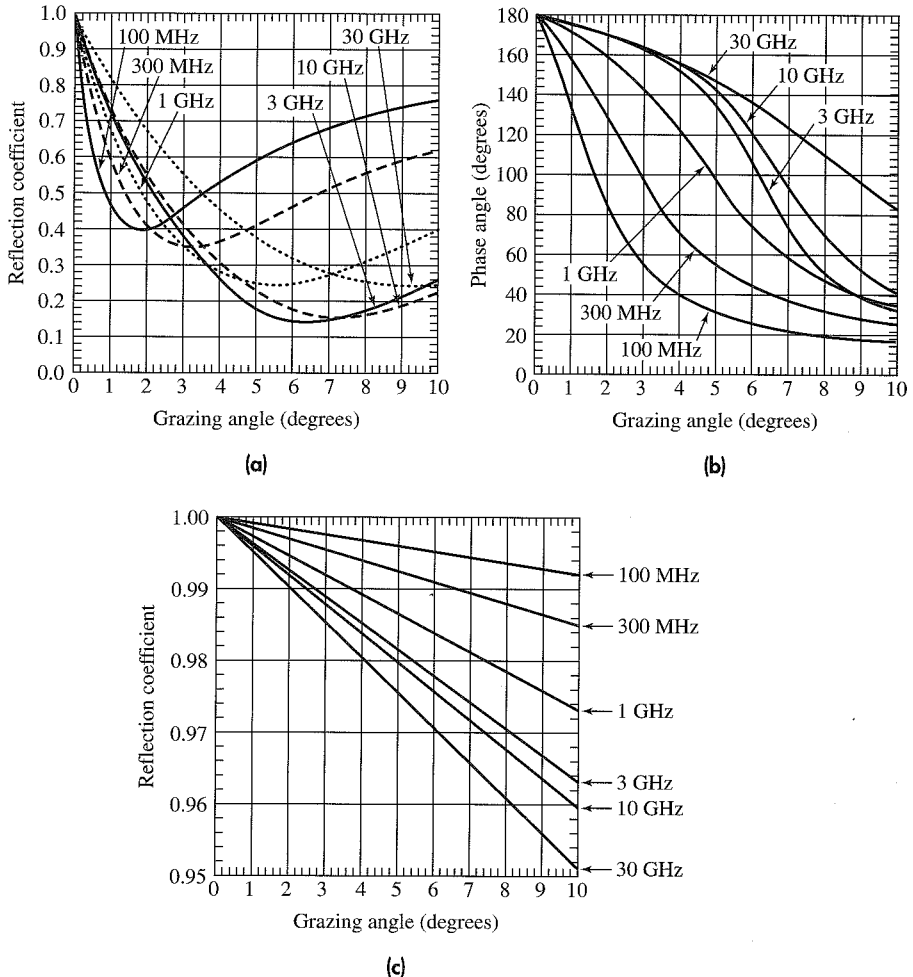 1.0
0.9
0.8
0.7
0.6
0.5
0.4
0.3
0.2
0.1
0.0
Reflection coefficient
100 MHz
300 MHz
1 GHz
3 GHz
10 GHz
30 GHz
0 1 2 3 4 5 6 7 8 9 10
Grazing angle (degrees)
(a)
180
160
140
120
100
80
60
40
20
0
Phase angle (degrees)
30 GHz
10 GHz
3 GHz
1 GHz
300 MHz
100 MHz
0 1 2 3 4 5 6 7 8 9 10
Grazing angle (degrees)
(b)
1.00
0.99
0.98
0.97
0.96
0.95
Reflection coefficient
100 MHz
300 MHz
1 GHz
3 GHz
10 GHz
30 GHz
0 1 2 3 4 5 6 7 8 9 10
Grazing angle (degrees)
(c)